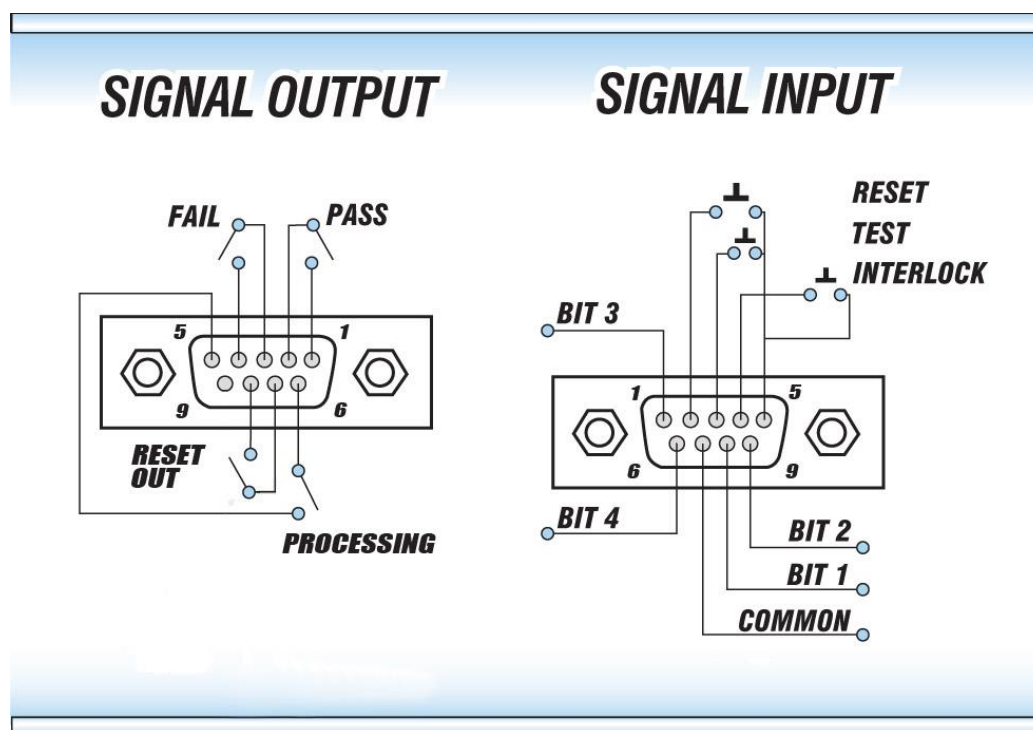 SIGNAL OUTPUT
SIGNAL INPUT
FAIL
PASS
5
1
9
6
RESET
OUT
PROCESSING
RESET
TEST
INTERLOCK
BIT 3
1
5
6
9
BIT 4
BIT 2
BIT 1
COMMON